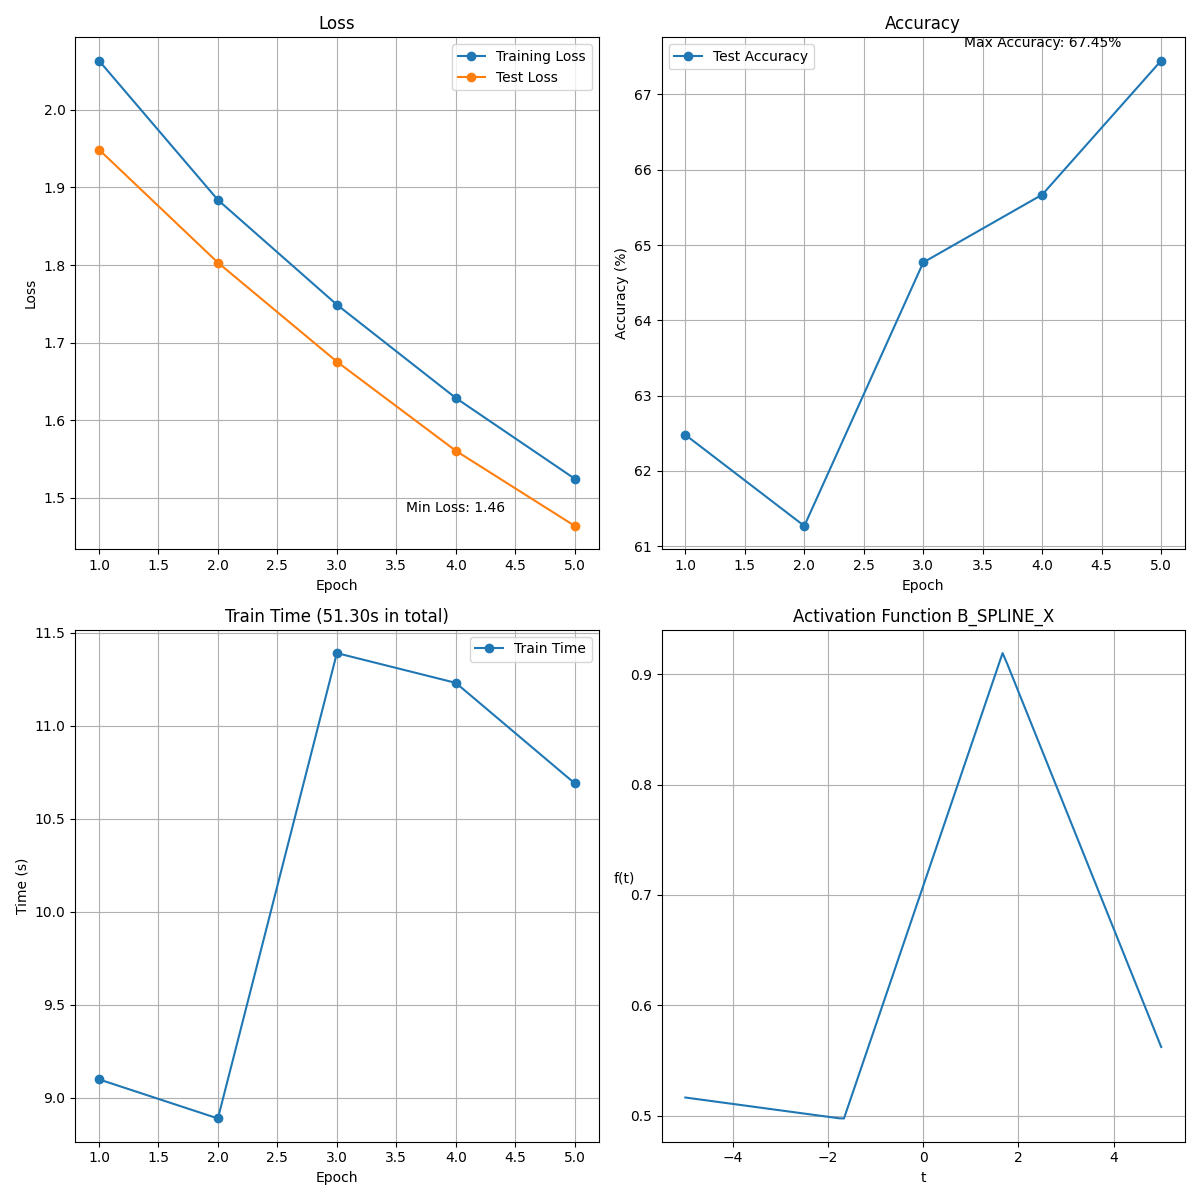 Loss
Training Loss
Test Loss
2.0
1.9
1.8
1.7
1.6
1.5
Loss
Min Loss: 1.46
1.0 1.5 2.0 2.5 3.0 3.5 4.0 4.5 5.0
Epoch
Accuracy
Max Accuracy: 67.45%
Test Accuracy
67
66
65
64
63
62
61
Accuracy (%)
1.0 1.5 2.0 2.5 3.0 3.5 4.0 4.5 5.0
Epoch
Train Time (51.30s in total)
Train Time
11.5
11.0
10.5
10.0
9.5
9.0
Time (s)
1.0 1.5 2.0 2.5 3.0 3.5 4.0 4.5 5.0
Epoch
Activation Function B_SPLINE_X
0.9
0.8
0.7
0.6
0.5
f(t)
−4 −2 0 2 4
t